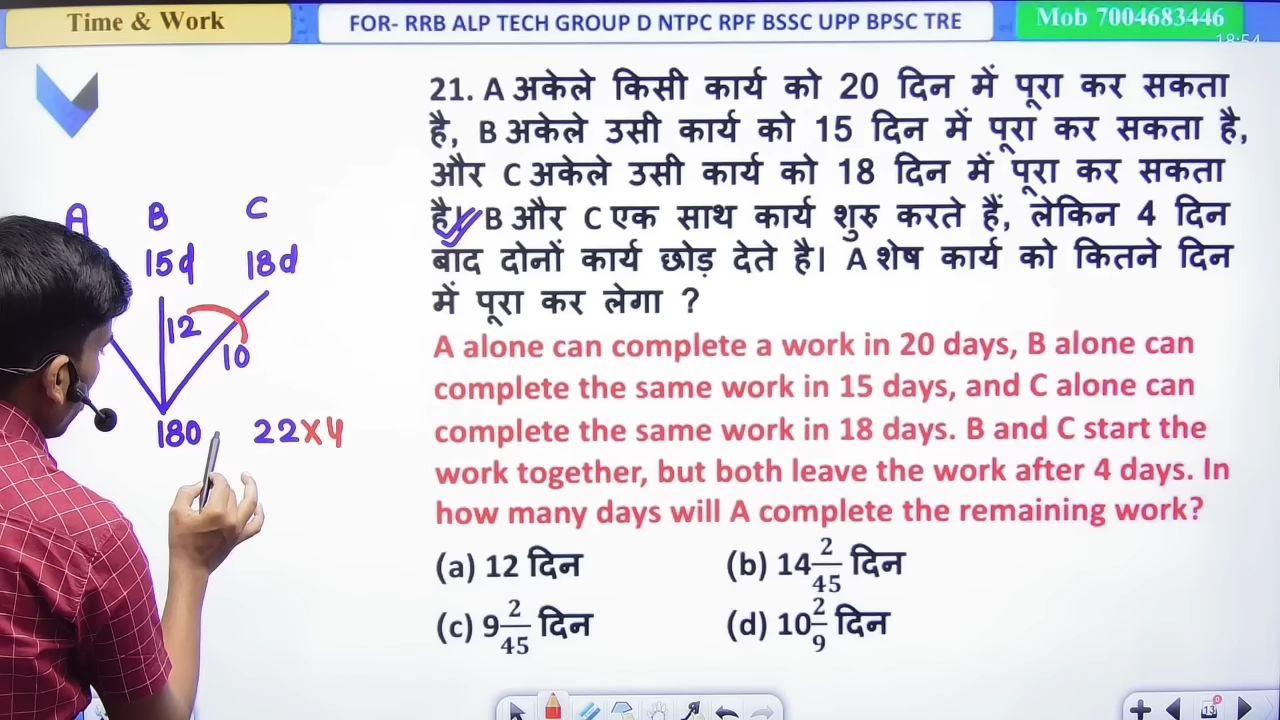 Time & Work
FOR- RRB ALP TECH GROUP D NTPC RPF BSSC UPP BPSC TRE
Mob 7004683446
18:54
21. A अकेले किसी कार्य को 20 दिन में पूरा कर सकता
है, B अकेले उसी कार्य को 15 दिन में पूरा कर सकता है,
और C अकेले उसी कार्य को 18 दिन में पूरा कर सकता
है। B और C एक साथ कार्य शुरु करते हैं, लेकिन 4 दिन
बाद दोनों कार्य छोड़ देते है। A शेष कार्य को कितने दिन
में पूरा कर लेगा ?
A alone can complete a work in 20 days, B alone can
complete the same work in 15 days, and C alone can
complete the same work in 18 days. B and C start the
work together, but both leave the work after 4 days. In
how many days will A complete the remaining work?
(a) 12 दिन
(b) 14 2/45 दिन
(c) 9 2/45 दिन
(d) 10 2/9 दिन
A B C
15d 18d
12
10
180 22×4
13